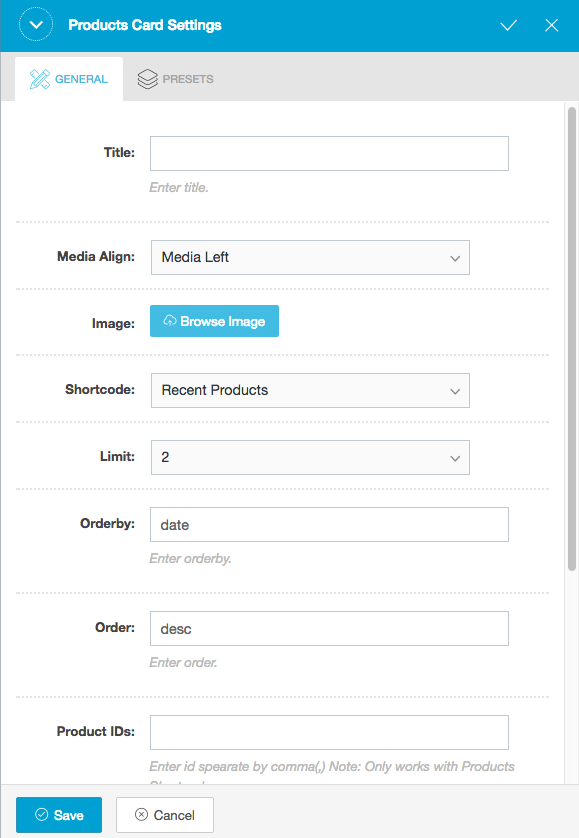 Products Card Settings
GENERAL
PRESETS
Title:
Enter title.
Media Align:
Media Left
Image:
Browse Image
Shortcode:
Recent Products
Limit:
2
Orderby:
date
Enter orderby.
Order:
desc
Enter order.
Product IDs:
Enter id spearate by comma(,) Note: Only works with Products
Save
Cancel